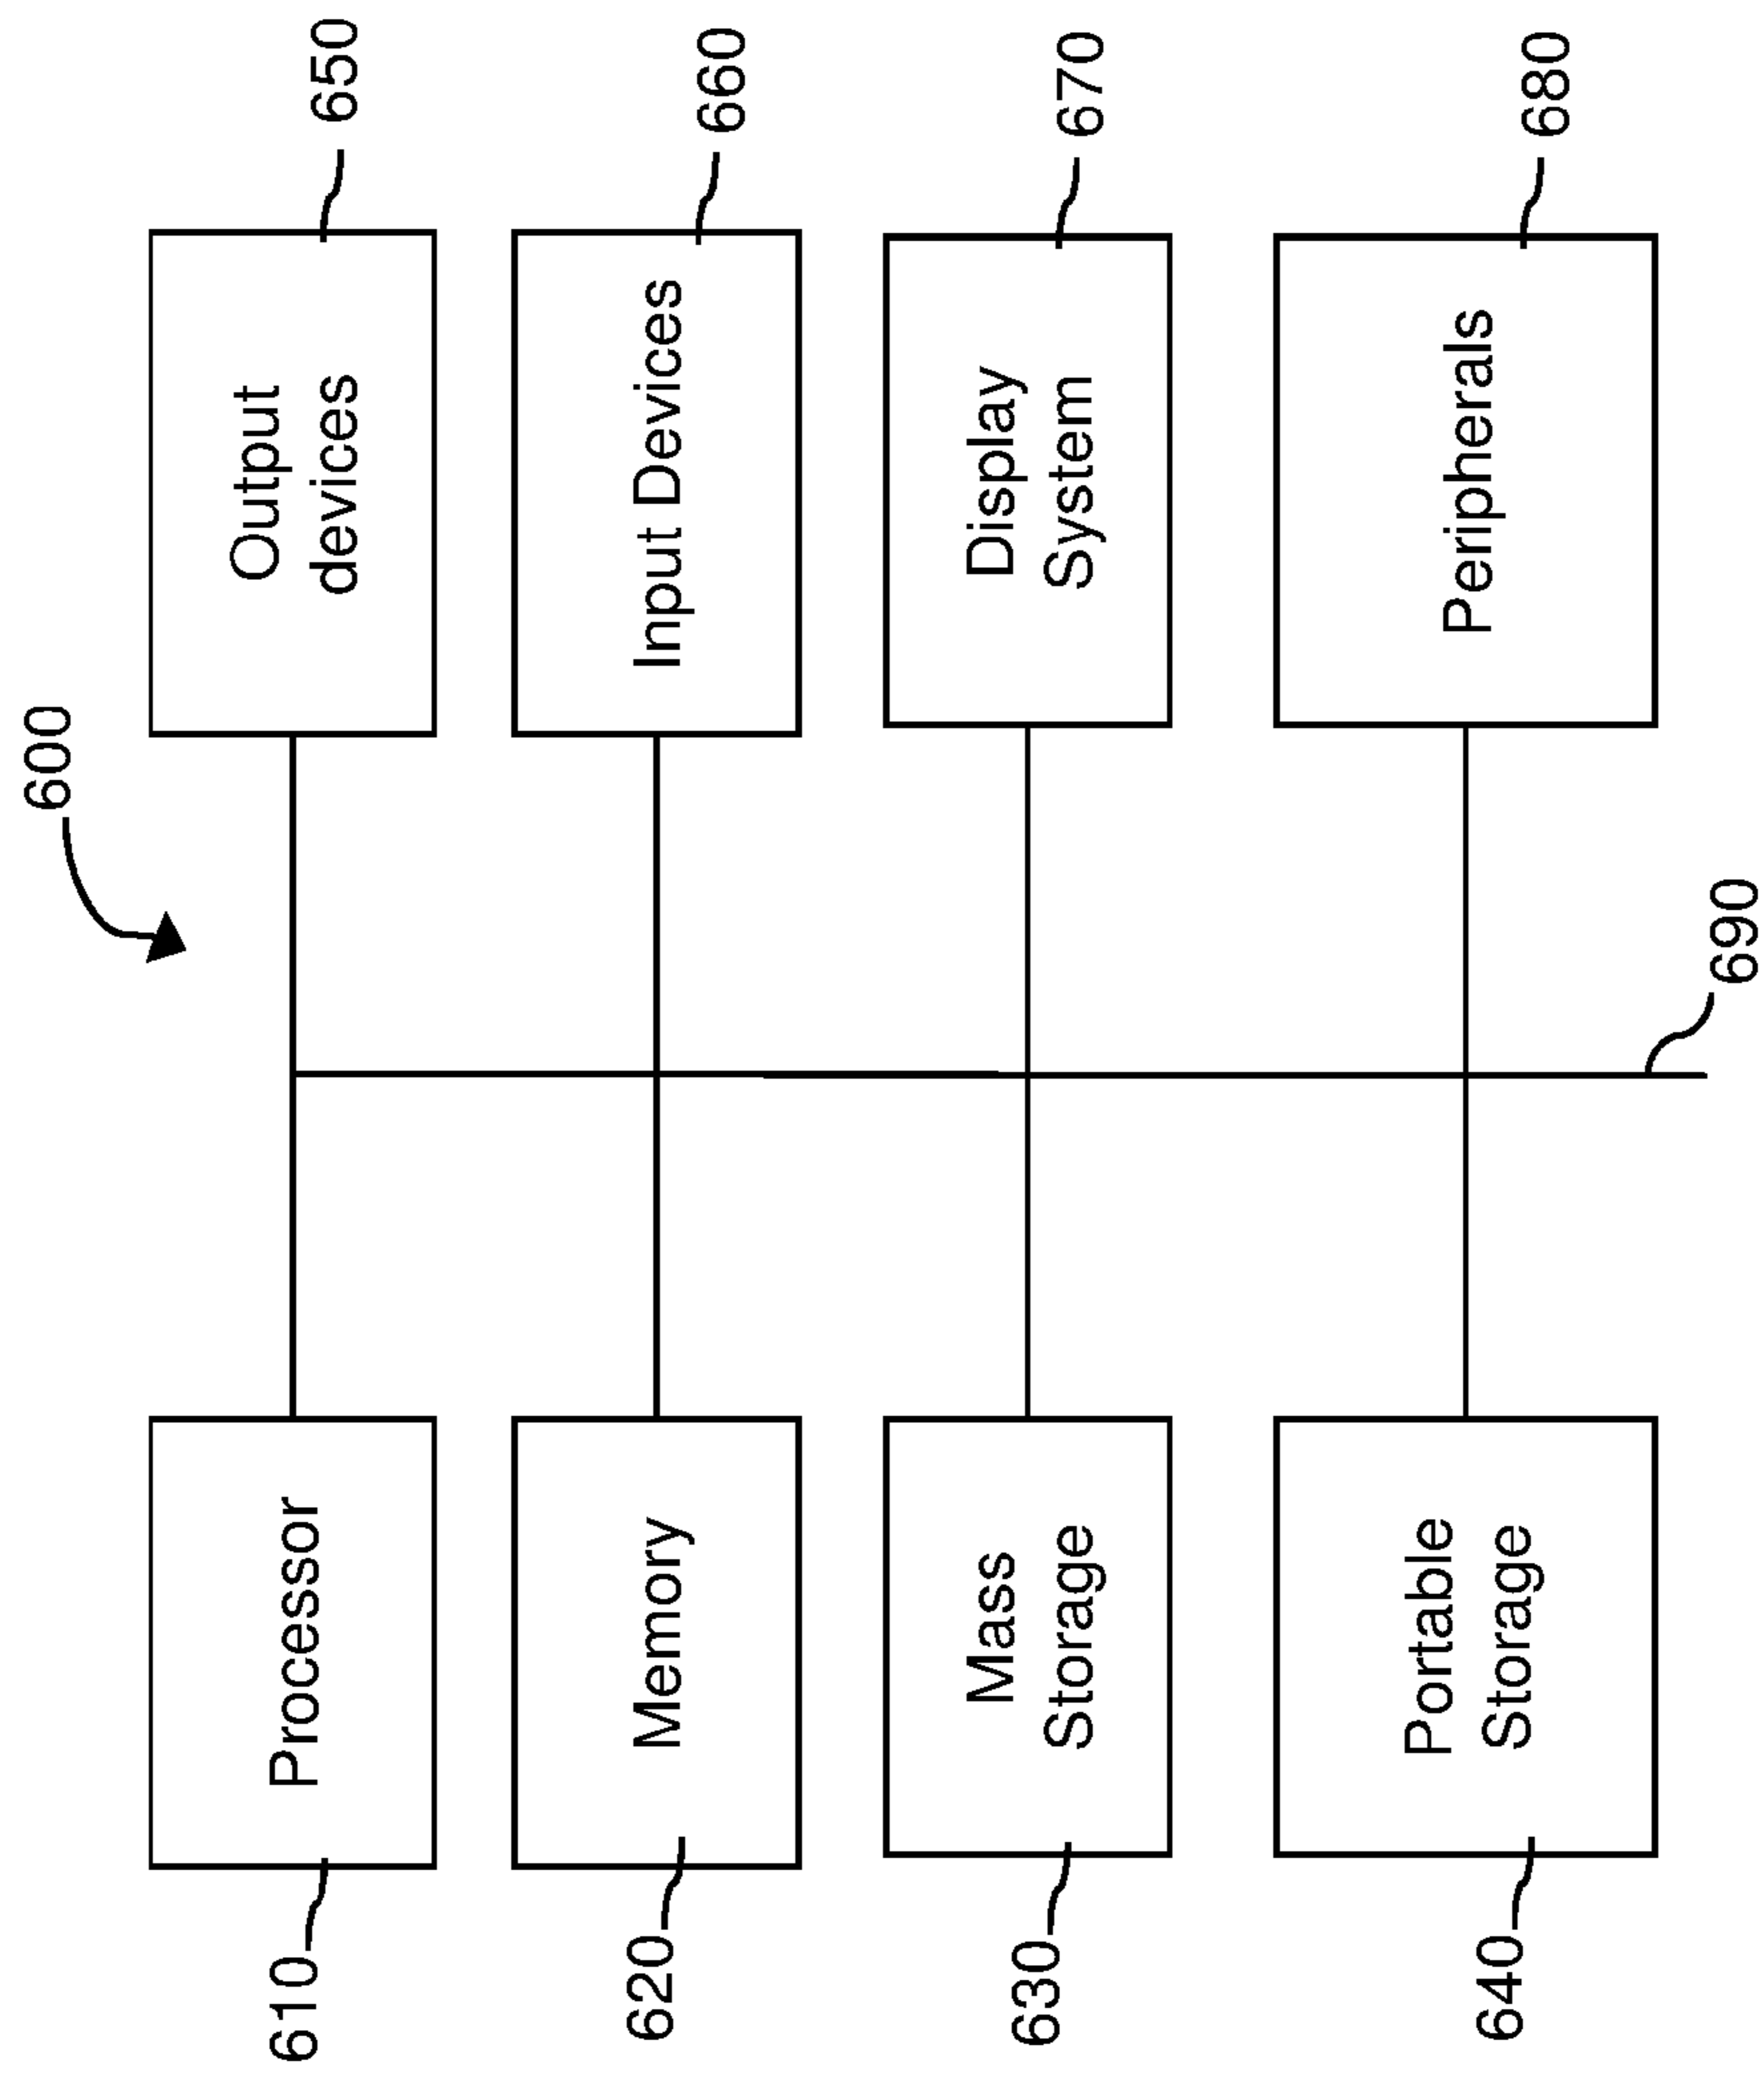 600
610
Processor
Output
devices
650
620
Memory
Input Devices
660
630
Mass
Storage
Display
System
670
640
Portable
Storage
Peripherals
680
690